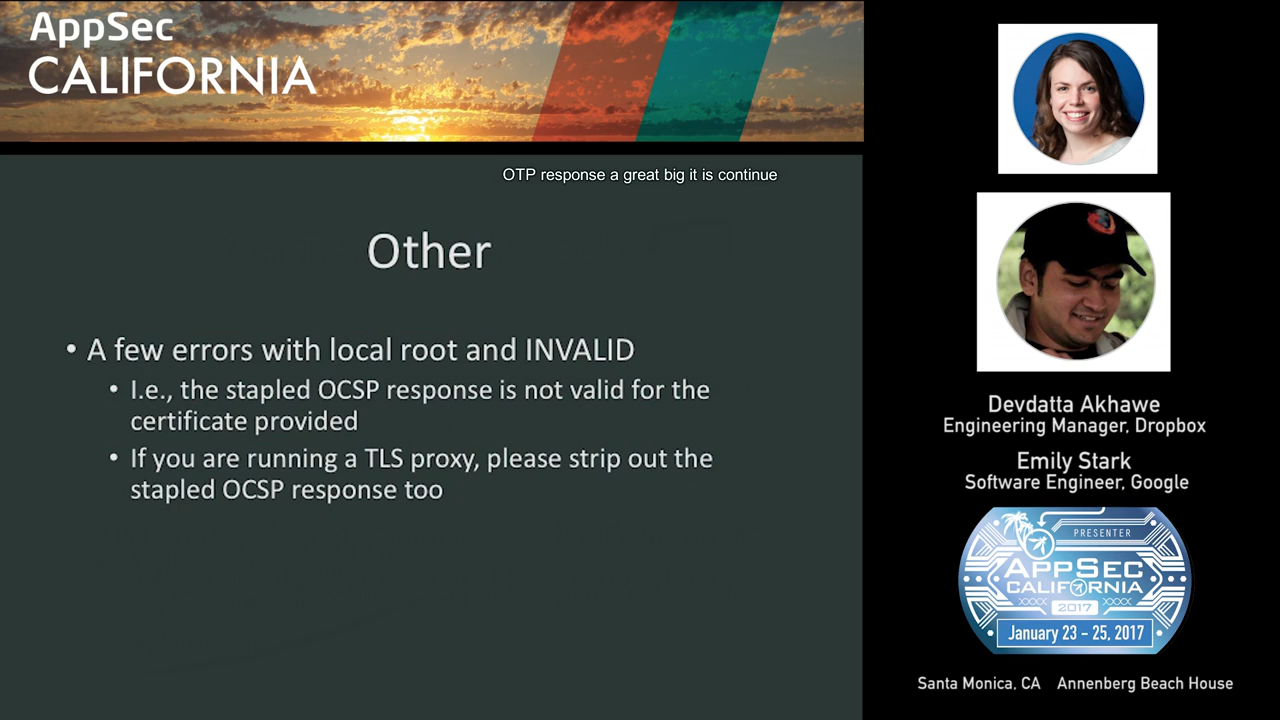 AppSec
CALIFORNIA
OTP response a great big it is continue
Other
• A few errors with local root and INVALID
• I.e., the stapled OCSP response is not valid for the
certificate provided
• If you are running a TLS proxy, please strip out the
stapled OCSP response too
Devdatta Akhawe
Engineering Manager, Dropbox
Emily Stark
Software Engineer, Google
PRESENTER
APPSEC
CALIFORNIA
2017
January 23 - 25, 2017
Santa Monica, CA Annenberg Beach House